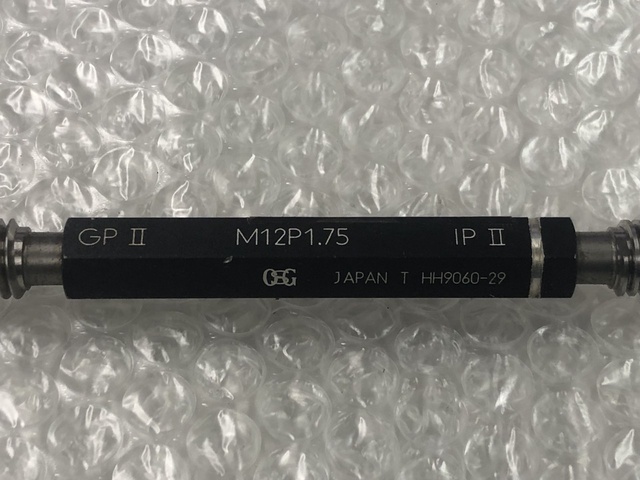 GP Ⅱ M12P1.75 IP Ⅱ
OSG JAPAN T HH9060-29